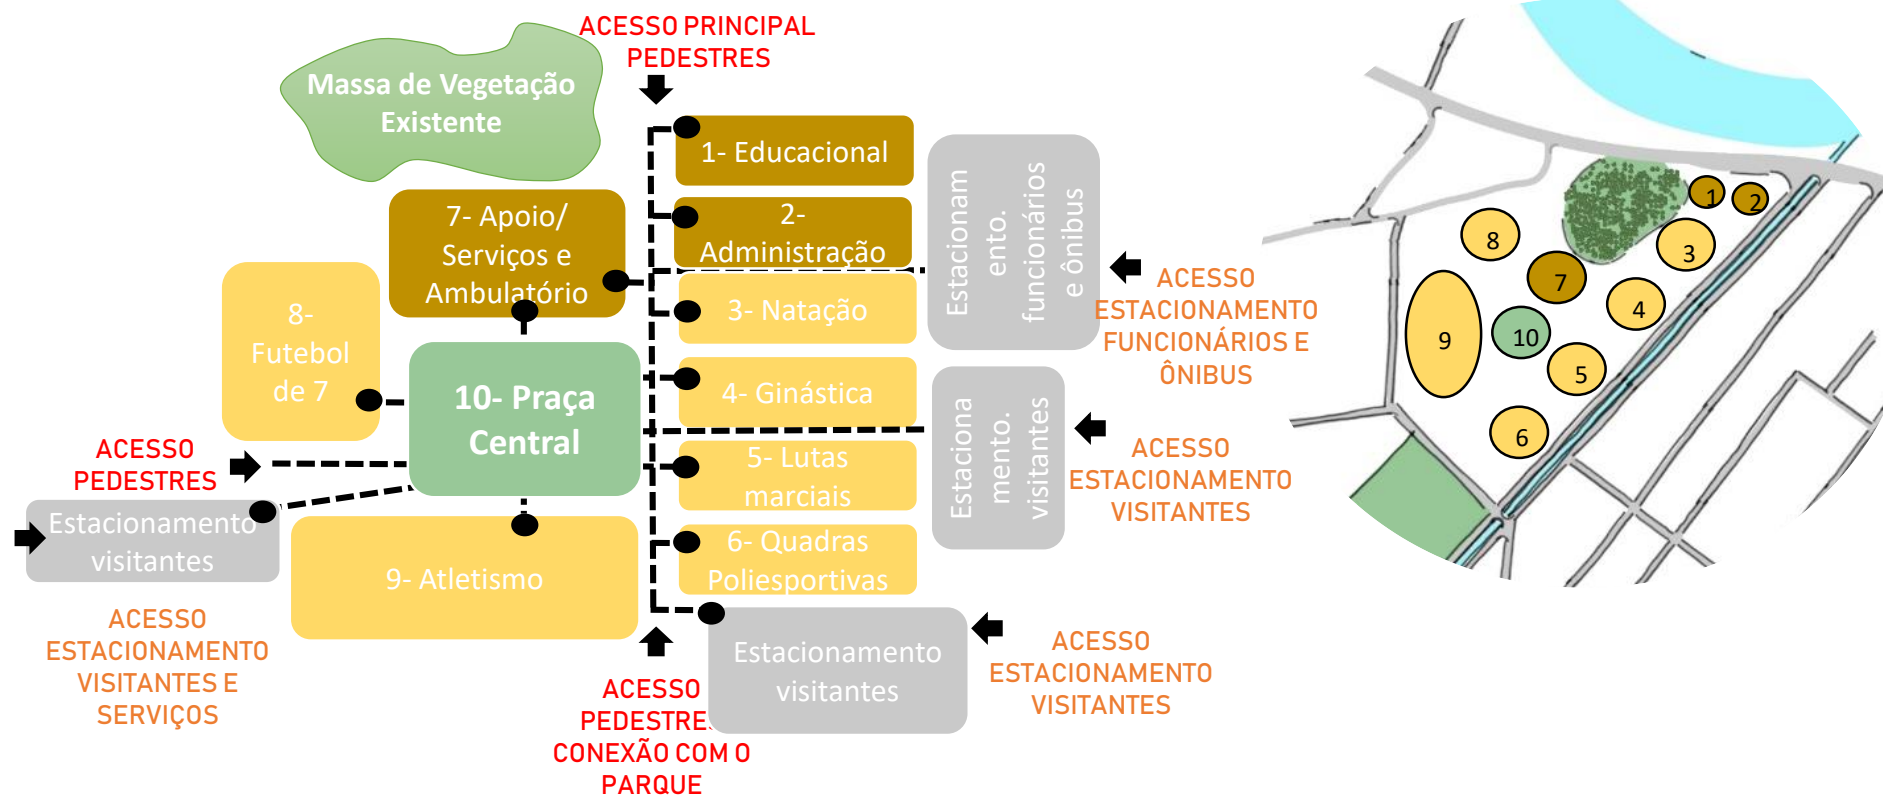 ACESSO PRINCIPAL
PEDESTRES
Massa de Vegetação
Existente
1- Educacional
2-
Administração
3- Natação
4- Ginástica
5- Lutas
marciais
6- Quadras
Poliesportivas
7- Apoio/
Serviços e
Ambulatório
8-
Futebol
de 7
10- Praça
Central
9- Atletismo
Estacionam
ento.
funcionários
e ônibus
ACESSO
ESTACIONAMENTO
FUNCIONÁRIOS E
ÔNIBUS
Estaciona
mento.
visitantes
ACESSO
ESTACIONAMENTO
VISITANTES
ACESSO
PEDESTRES
Estacionamento
visitantes
ACESSO
ESTACIONAMENTO
VISITANTES E
SERVIÇOS
Estacionamento
visitantes
ACESSO
ESTACIONAMENTO
VISITANTES
ACESSO
PEDESTRE
CONEXÃO COM O
PARQUE
1
2
8
3
7
4
9
10
5
6